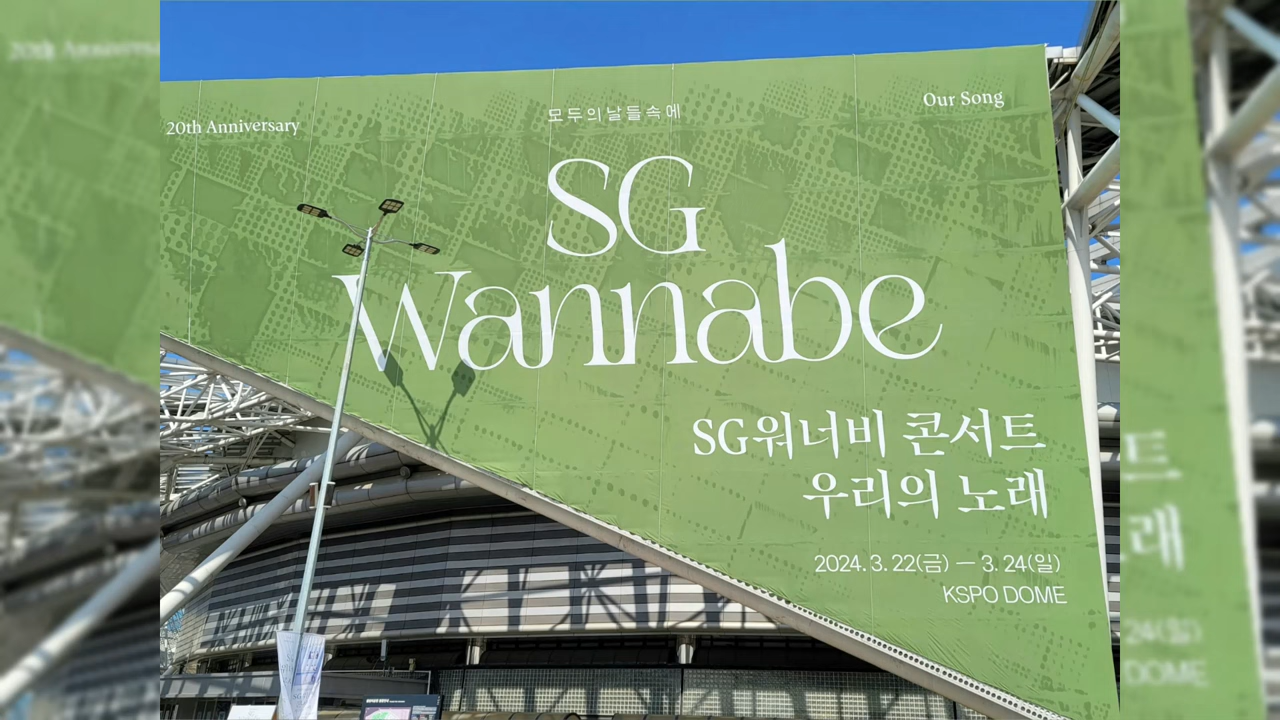 20th Anniversary
모두의 날들 속에
Our Song
SG
Wannabe
SG워너비 콘서트
우리의 노래
2024. 3. 22(금) — 3. 24(일)
KSPO DOME